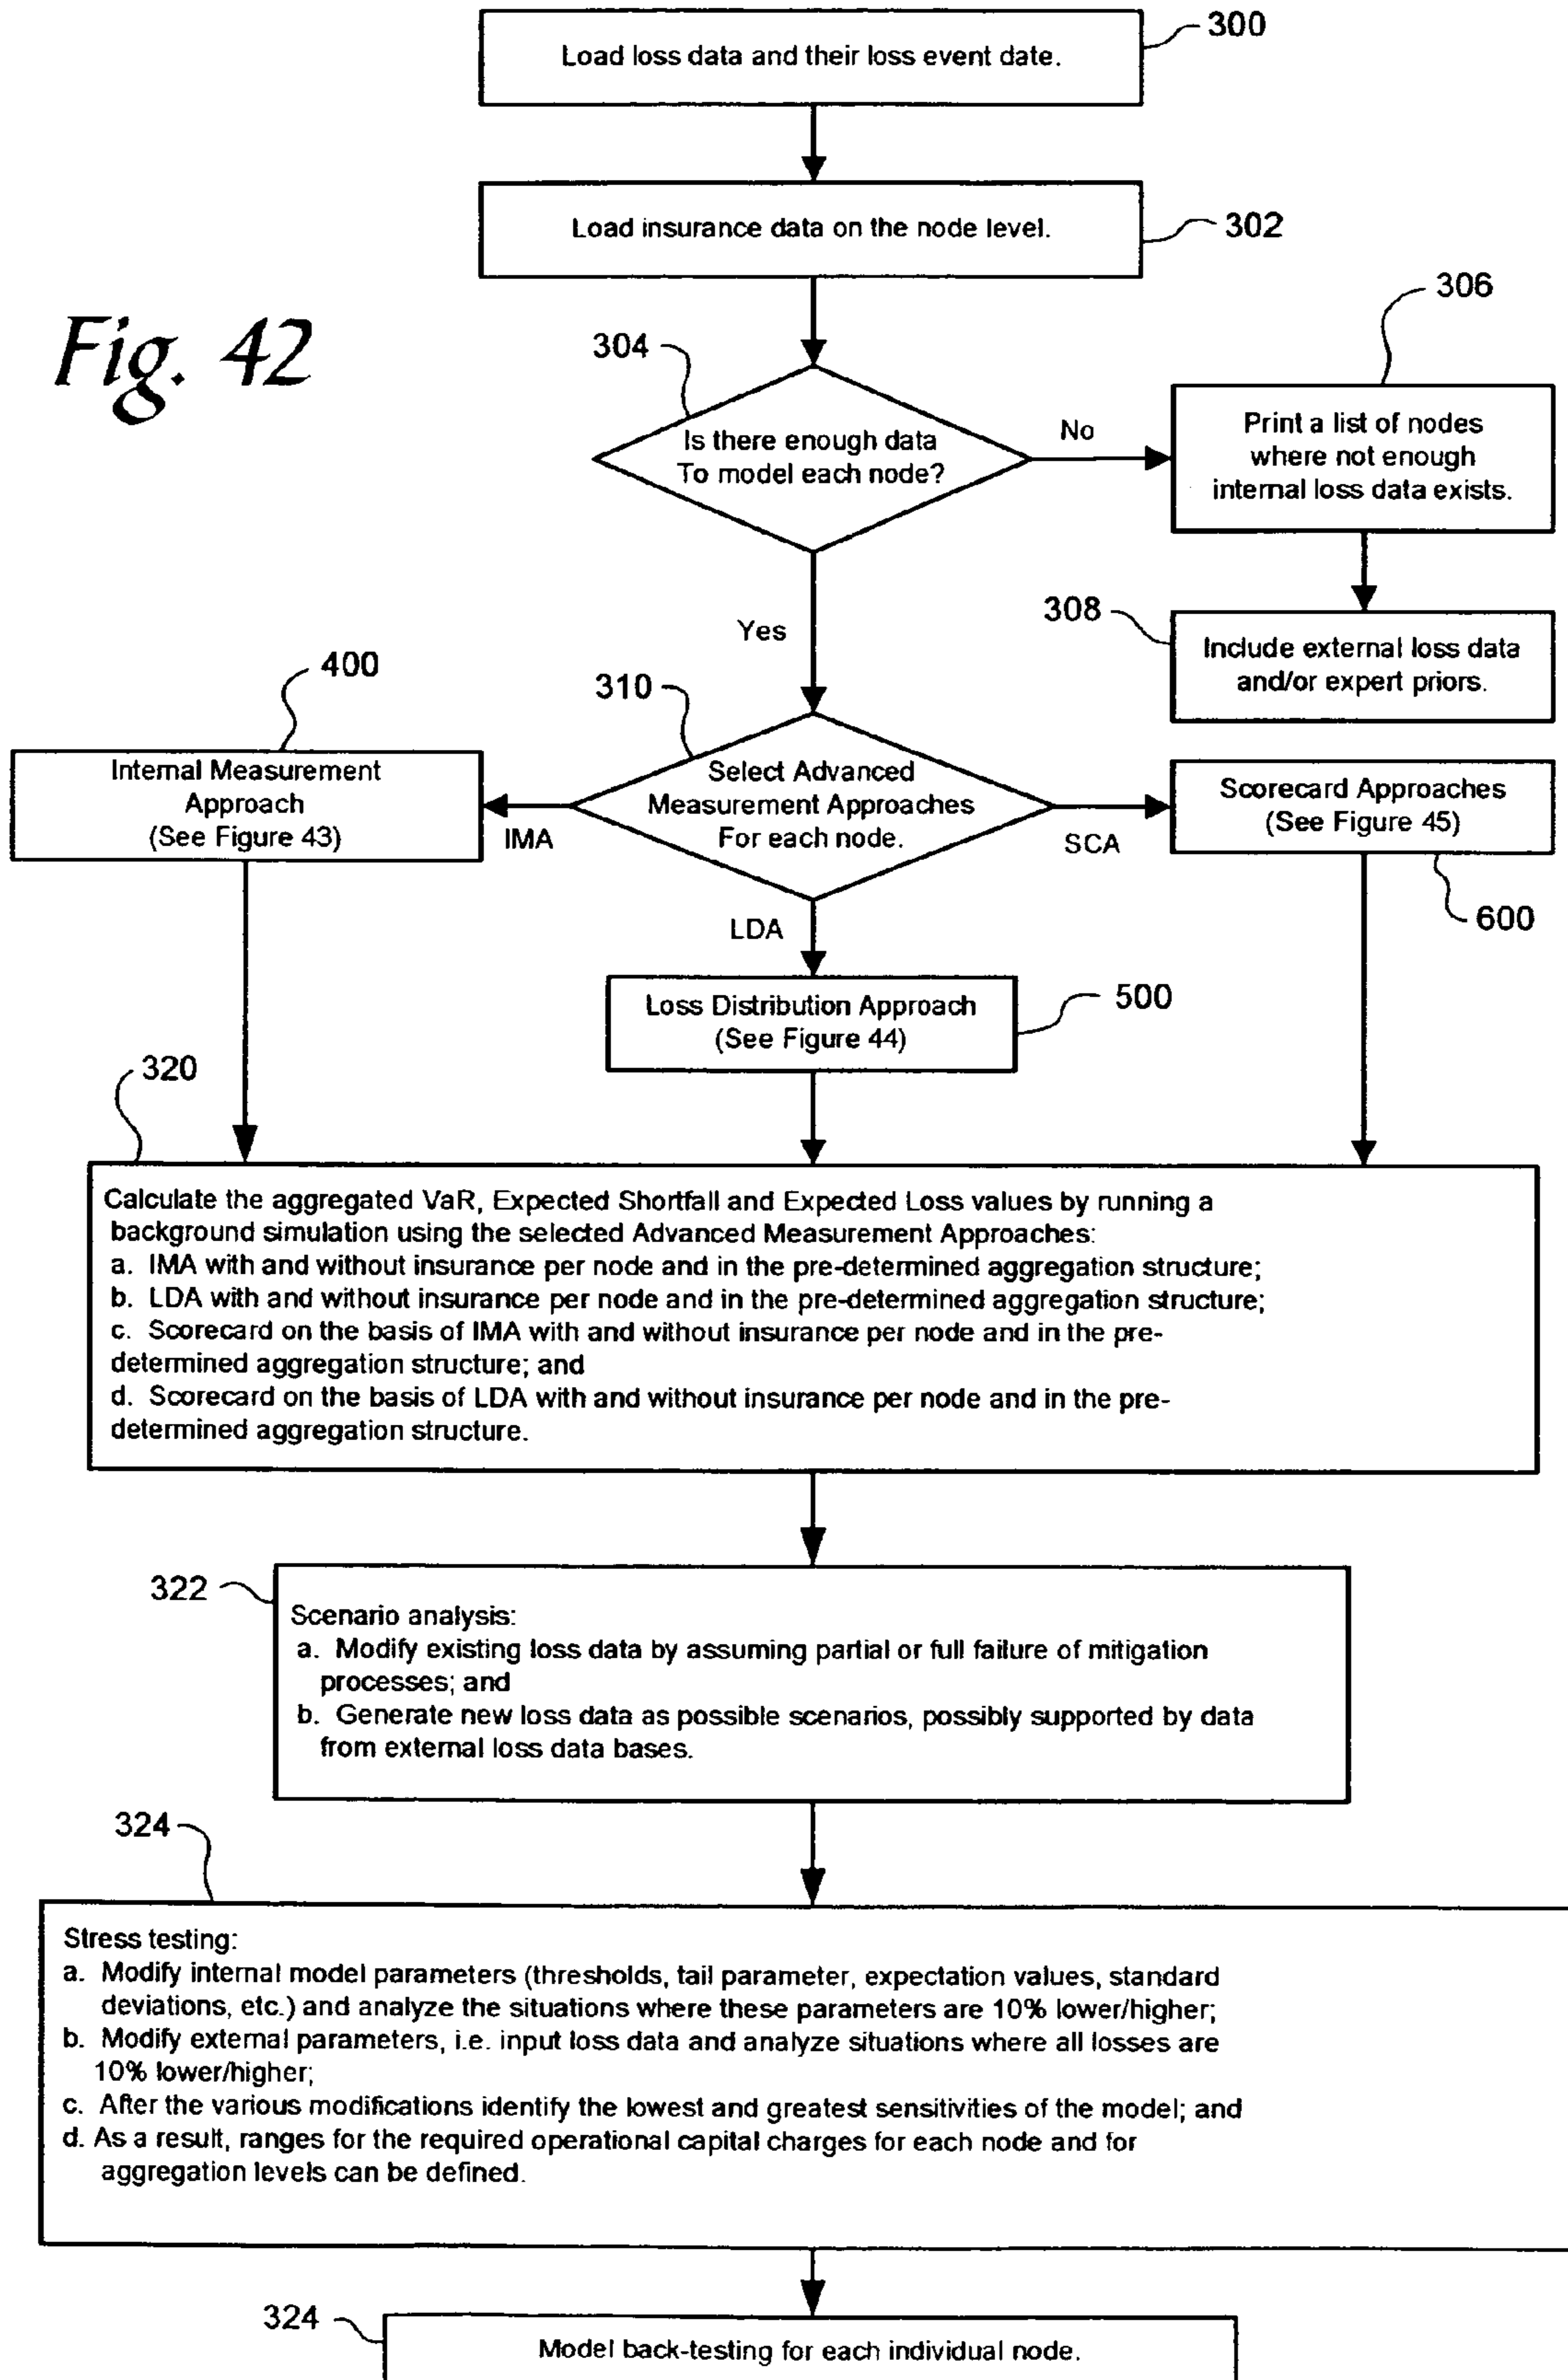 300
Load loss data and their loss event date.
Load insurance data on the node level.
302
Fig. 42
306
304
Is there enough data
To model each node?
No
Print a list of nodes
where not enough
internal loss data exists.
308
Yes
Include external loss data
and/or expert priors.
400
310
Internal Measurement
Approach
(See Figure 43)
IMA
Select Advanced
Measurement Approaches
For each node.
SCA
Scorecard Approaches
(See Figure 45)
600
LDA
Loss Distribution Approach
(See Figure 44)
500
320
Calculate the aggregated VaR, Expected Shortfall and Expected Loss values by running a
background simulation using the selected Advanced Measurement Approaches:
a. IMA with and without insurance per node and in the pre-determined aggregation structure;
b. LDA with and without insurance per node and in the pre-determined aggregation structure;
c. Scorecard on the basis of IMA with and without insurance per node and in the pre-
determined aggregation structure; and
d. Scorecard on the basis of LDA with and without insurance per node and in the pre-
determined aggregation structure.
322
Scenario analysis:
a. Modify existing loss data by assuming partial or full failure of mitigation
processes; and
b. Generate new loss data as possible scenarios, possibly supported by data
from external loss data bases.
324
Stress testing:
a. Modify internal model parameters (thresholds, tail parameter, expectation values, standard
deviations, etc.) and analyze the situations where these parameters are 10% lower/higher;
b. Modify external parameters, i.e. input loss data and analyze situations where all losses are
10% lower/higher;
c. After the various modifications identify the lowest and greatest sensitivities of the model; and
d. As a result, ranges for the required operational capital charges for each node and for
aggregation levels can be defined.
324
Model back-testing for each individual node.